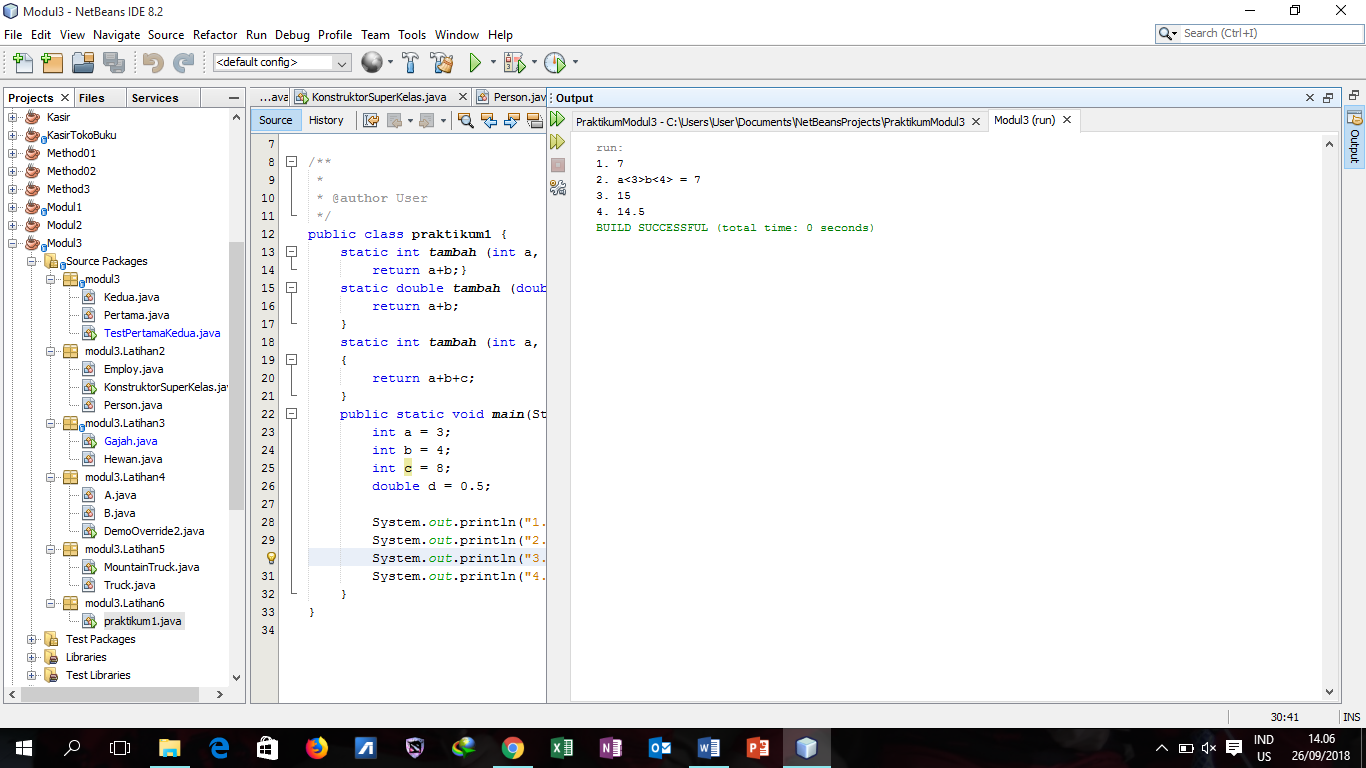 Modul3 - NetBeans IDE 8.2
File Edit View Navigate Source Refactor Run Debug Profile Team Tools Window Help
Search (Ctrl+I)
<default config>
Projects Files Services
Kasir
KasirTokoBuku
Method01
Method02
Method3
Modul1
Modul2
Modul3
Source Packages
modul3
Kedua.java
Pertama.java
TestPertamaKedua.java
modul3.Latihan2
Employ.java
KonstruktorSuperKelas.jav
Person.java
modul3.Latihan3
Gajah.java
Hewan.java
modul3.Latihan4
A.java
B.java
DemoOverride2.java
modul3.Latihan5
MountainTruck.java
Truck.java
modul3.Latihan6
praktikum1.java
Test Packages
Libraries
Test Libraries
...ava KonstruktorSuperKelas.java Person.jav
Source History
7
8 /**
9 *
10 * @author User
11 */
12 public class praktikum1 {
13 static int tambah (int a,
14 return a+b;}
15 static double tambah (doub
16 return a+b;
17 }
18 static int tambah (int a,
19 {
20 return a+b+c;
21 }
22 public static void main(St
23 int a = 3;
24 int b = 4;
25 int c = 8;
26 double d = 0.5;
27
28 System.out.println("1.
29 System.out.println("2.
System.out.println("3.
31 System.out.println("4.
32 }
33 }
34
Output
PraktikumModul3 - C:\Users\User\Documents\NetBeansProjects\PraktikumModul3 Modul3 (run)
run:
1. 7
2. a<3>b<4> = 7
3. 15
4. 14.5
BUILD SUCCESSFUL (total time: 0 seconds)
Output
30:41 INS
IND 14.06
US 26/09/2018